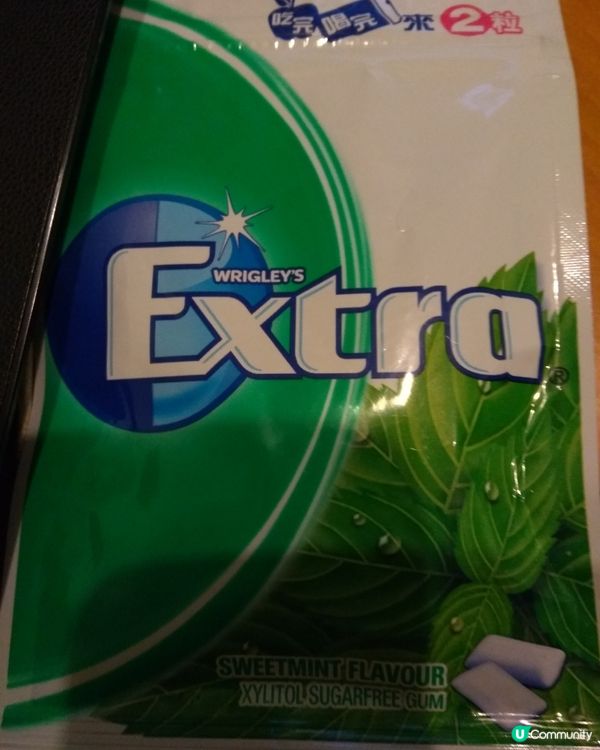 吃完 喝完 來 2粒
WRIGLEY'S
Extra®
SWEETMINT FLAVOUR
XYLITOL SUGARFREE GUM
U Community